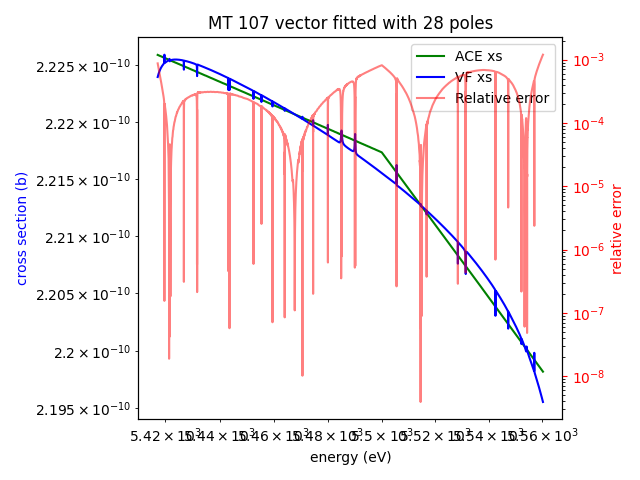 MT 107 vector fitted with 28 poles
ACE xs
VF xs
Relative error
cross section (b)
2.225 × 10⁻¹⁰
2.22 × 10⁻¹⁰
2.215 × 10⁻¹⁰
2.21 × 10⁻¹⁰
2.205 × 10⁻¹⁰
2.2 × 10⁻¹⁰
2.195 × 10⁻¹⁰
10⁻³
10⁻⁴
10⁻⁵
10⁻⁶
10⁻⁷
10⁻⁸
relative error
5.42 × 10³ 5.44 × 10³ 5.46 × 10³ 5.48 × 10³ 5.5 × 10³ 5.52 × 10³ 5.54 × 10³ 5.56 × 10³
energy (eV)